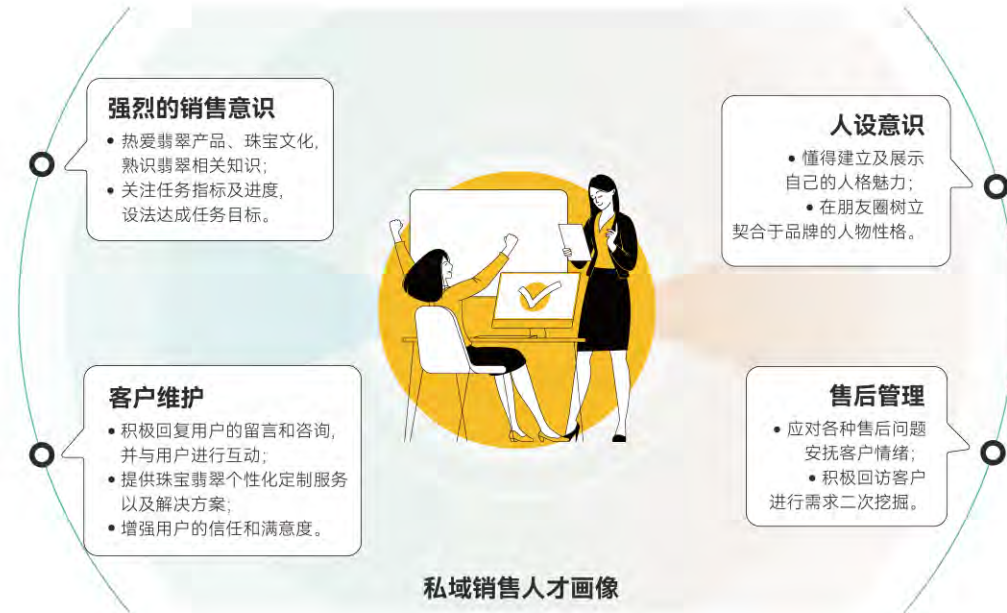 强烈的销售意识
• 热爱翡翠产品、珠宝文化,
熟识翡翠相关知识;
• 关注任务指标及进度,
设法达成任务目标。
人设意识
• 懂得建立及展示
自己的人格魅力;
• 在朋友圈树立
契合于品牌的人物性格。
客户维护
• 积极回复用户的留言和咨询,
并与用户进行互动;
• 提供珠宝翡翠个性化定制服务
以及解决方案;
• 增强用户的信任和满意度。
售后管理
• 应对各种售后问题
安抚客户情绪;
• 积极回访客户
进行需求二次挖掘。
私域销售人才画像